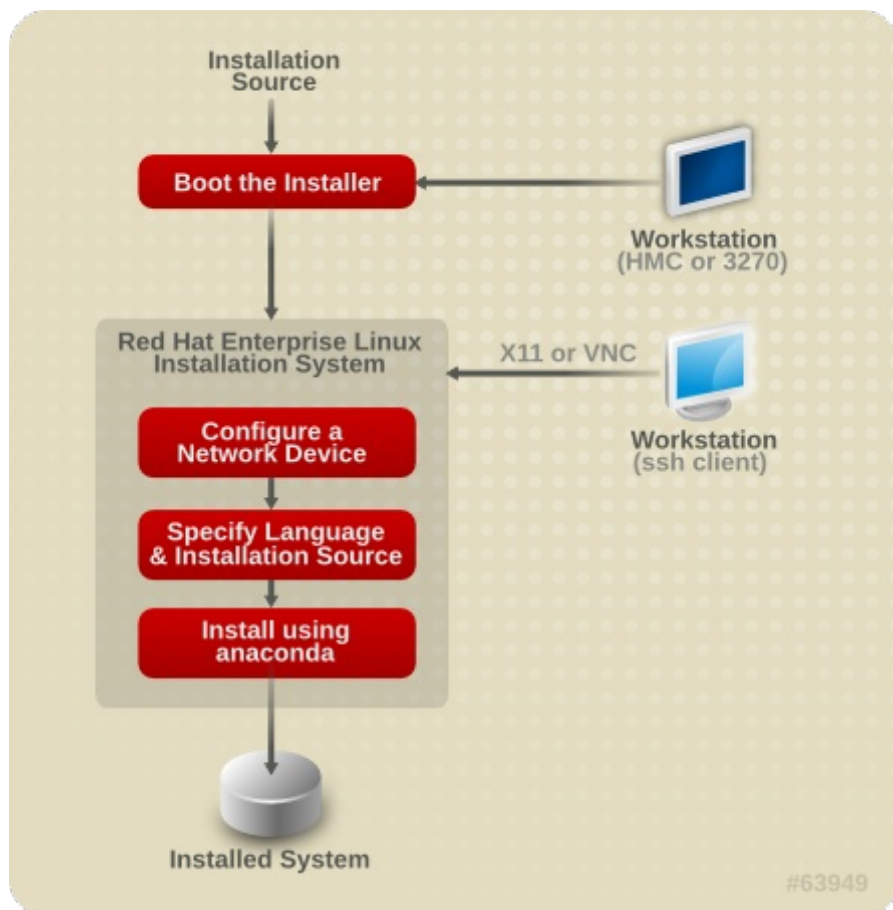 Installation
Source
Boot the Installer
Workstation
(HMC or 3270)
Red Hat Enterprise Linux
Installation System
X11 or VNC
Workstation
(ssh client)
Configure a
Network Device
Specify Language
& Installation Source
Install using
anaconda
Installed System
#63949